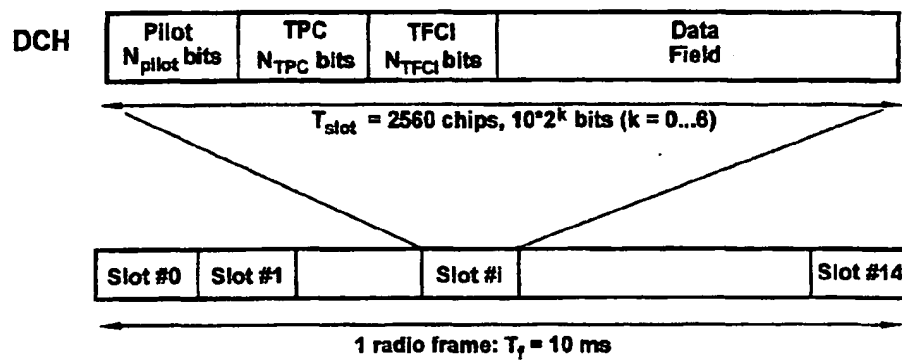 DCH
Pilot
N_pilot bits
TPC
N_TPC bits
TFCI
N_TFCI bits
Data
Field
T_slot = 2560 chips, 10*2^k bits (k = 0...6)
Slot #0
Slot #1
Slot #i
Slot #14
1 radio frame: T_f = 10 ms